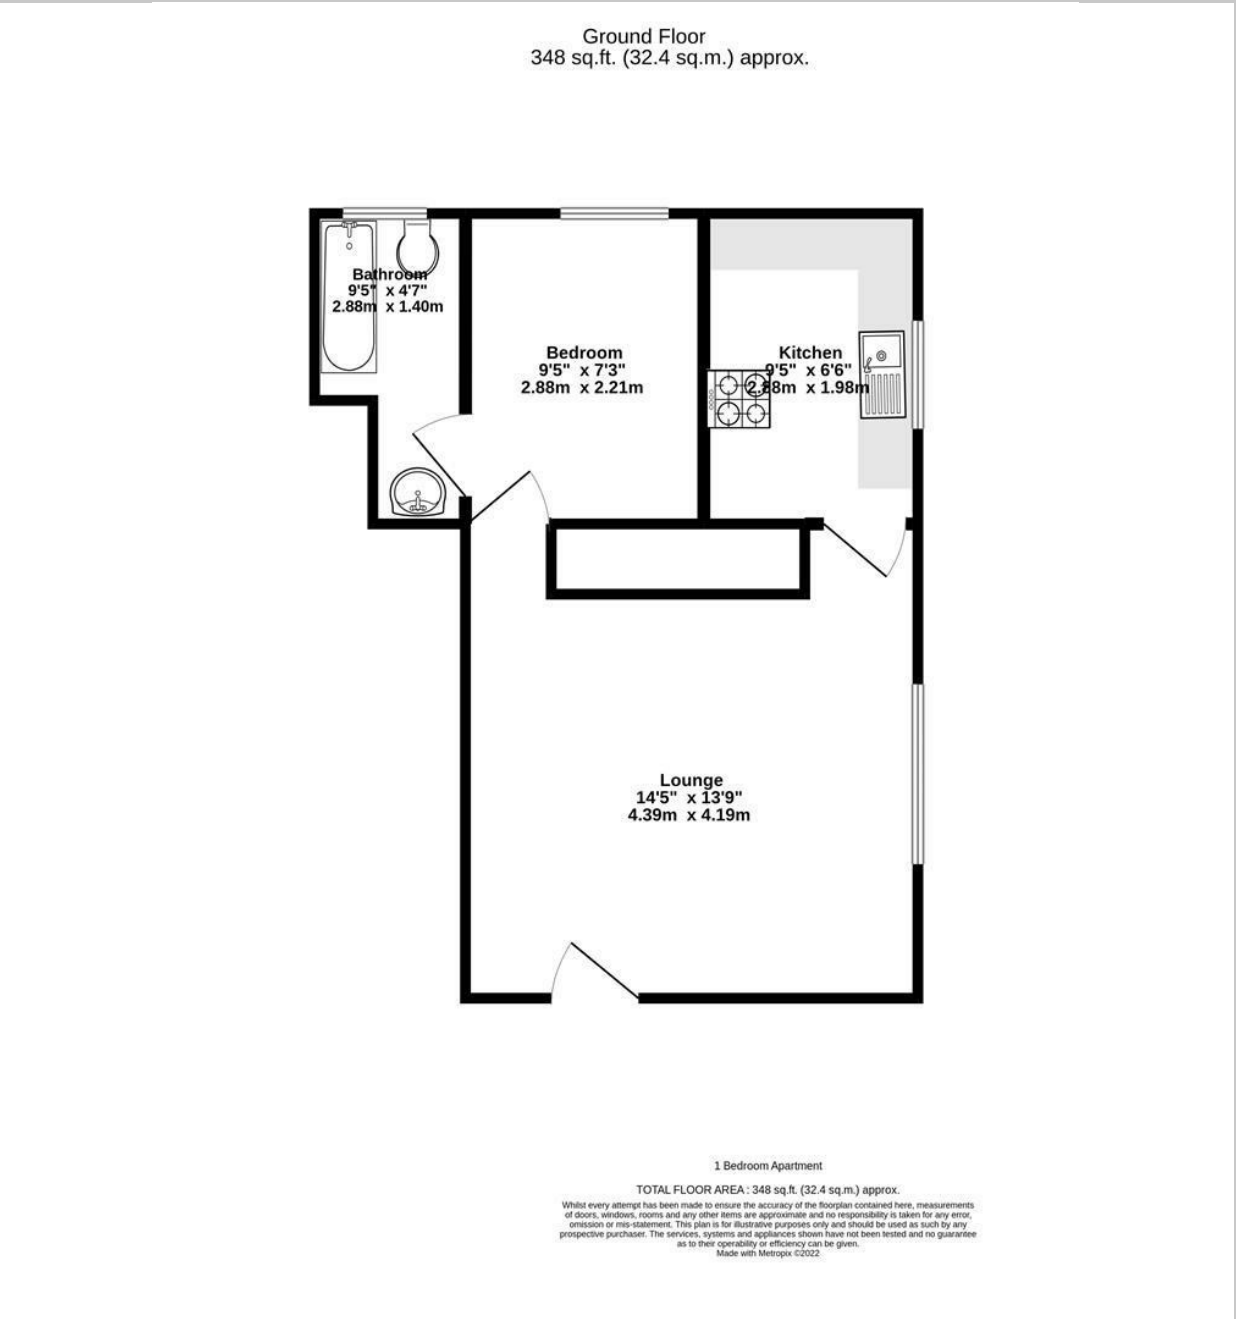 Ground Floor
348 sq.ft. (32.4 sq.m.) approx.
Bathroom
9'5" x 4'7"
2.88m x 1.40m
Bedroom
9'5" x 7'3"
2.88m x 2.21m
Kitchen
9'5" x 6'6"
2.88m x 1.98m
Lounge
14'5" x 13'9"
4.39m x 4.19m
1 Bedroom Apartment
TOTAL FLOOR AREA : 348 sq.ft. (32.4 sq.m.) approx.
Whilst every attempt has been made to ensure the accuracy of the floorplan contained here, measurements
of doors, windows, rooms and any other items are approximate and no responsibility is taken for any error,
omission or mis-statement. This plan is for illustrative purposes only and should be used as such by any
prospective purchaser. The services, systems and appliances shown have not been tested and no guarantee
as to their operability or efficiency can be given.
Made with Metropix ©2022